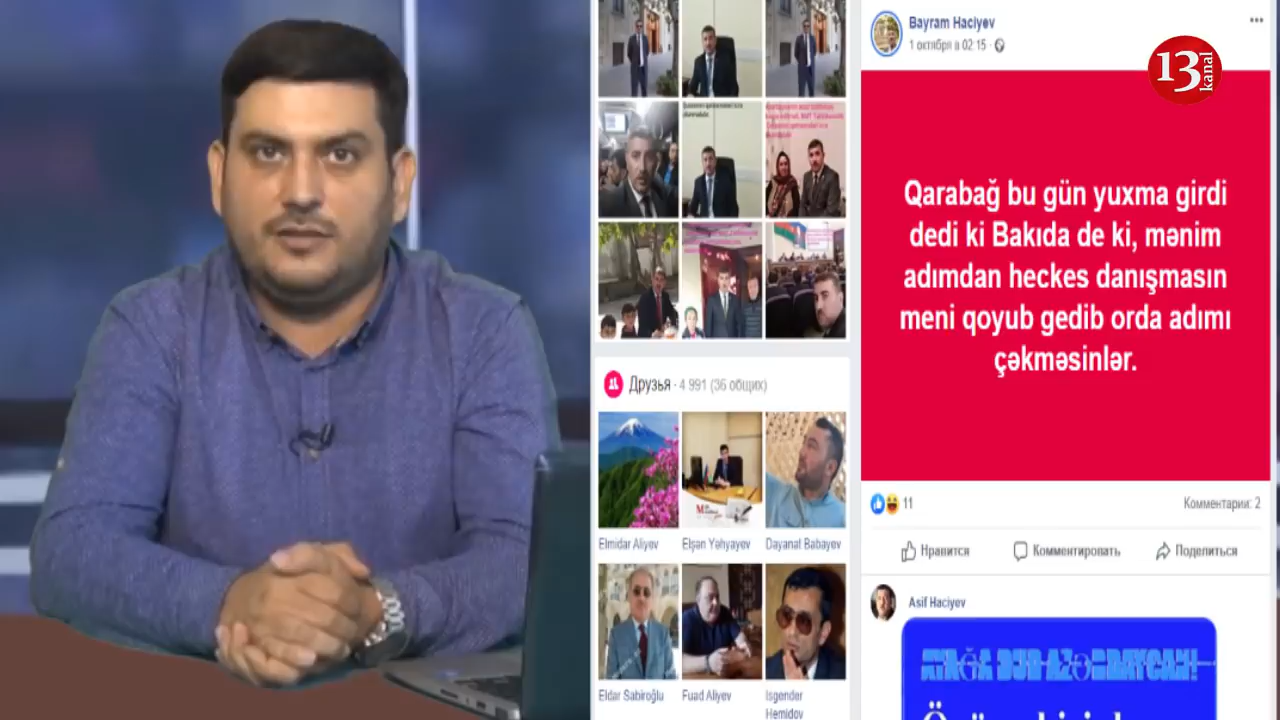 Bayram Haciyev
1 октября в 02:15
13
kanal
Qarabağ bu gün yuxma girdi
dedi ki Bakıda de ki, mənim
adımdan heckes danışmasın
meni qoyub gedib orda adımı
çəkməsinlər.
Друзья · 4 991 (36 общих)
Elmidar Aliyev
Elşan Yəhyayev
Dəyanət Babayev
Eldar Sabiroğlu
Fuad Aliyev
Isgender
Hemidov
11
Комментарии: 2
Нравится
Комментировать
Поделиться
Asif Haciyev